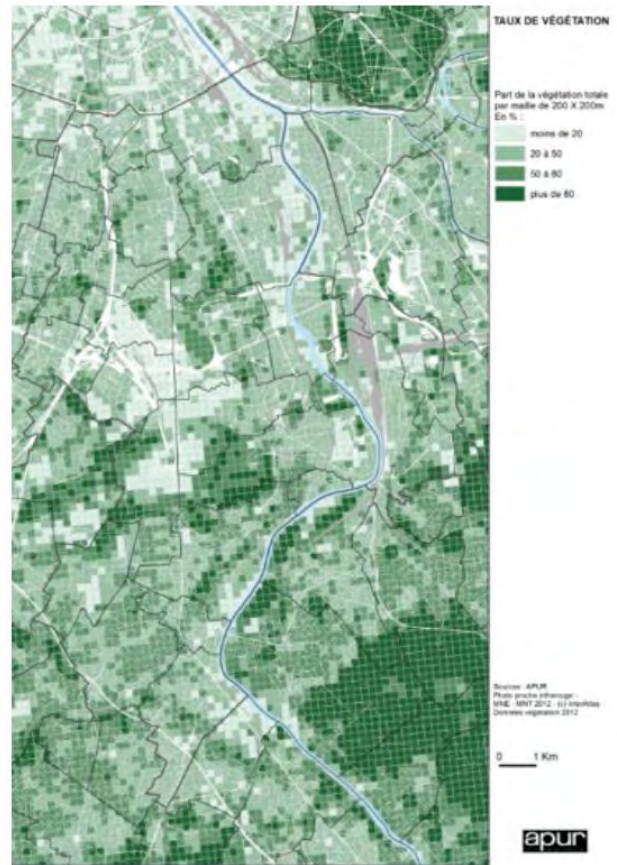 TAUX DE VÉGÉTATION
Part de la végétation totale
par maille de 200 X 200m
En % :
moins de 20
20 à 50
50 à 80
plus de 80
Sources : APUR
Photo proche infrarouge -
MNE - MNT 2012 - (c) InterAtlas
Données végétation 2012
0 1 Km
apur